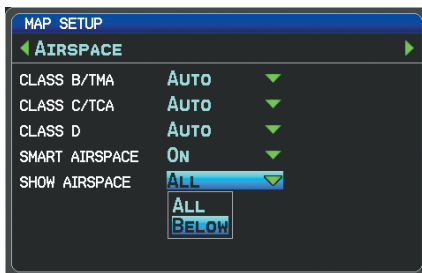 MAP SETUP
AIRSPACE
CLASS B/TMA AUTO
CLASS C/TCA AUTO
CLASS D AUTO
SMART AIRSPACE ON
SHOW AIRSPACE ALL
ALL
BELOW